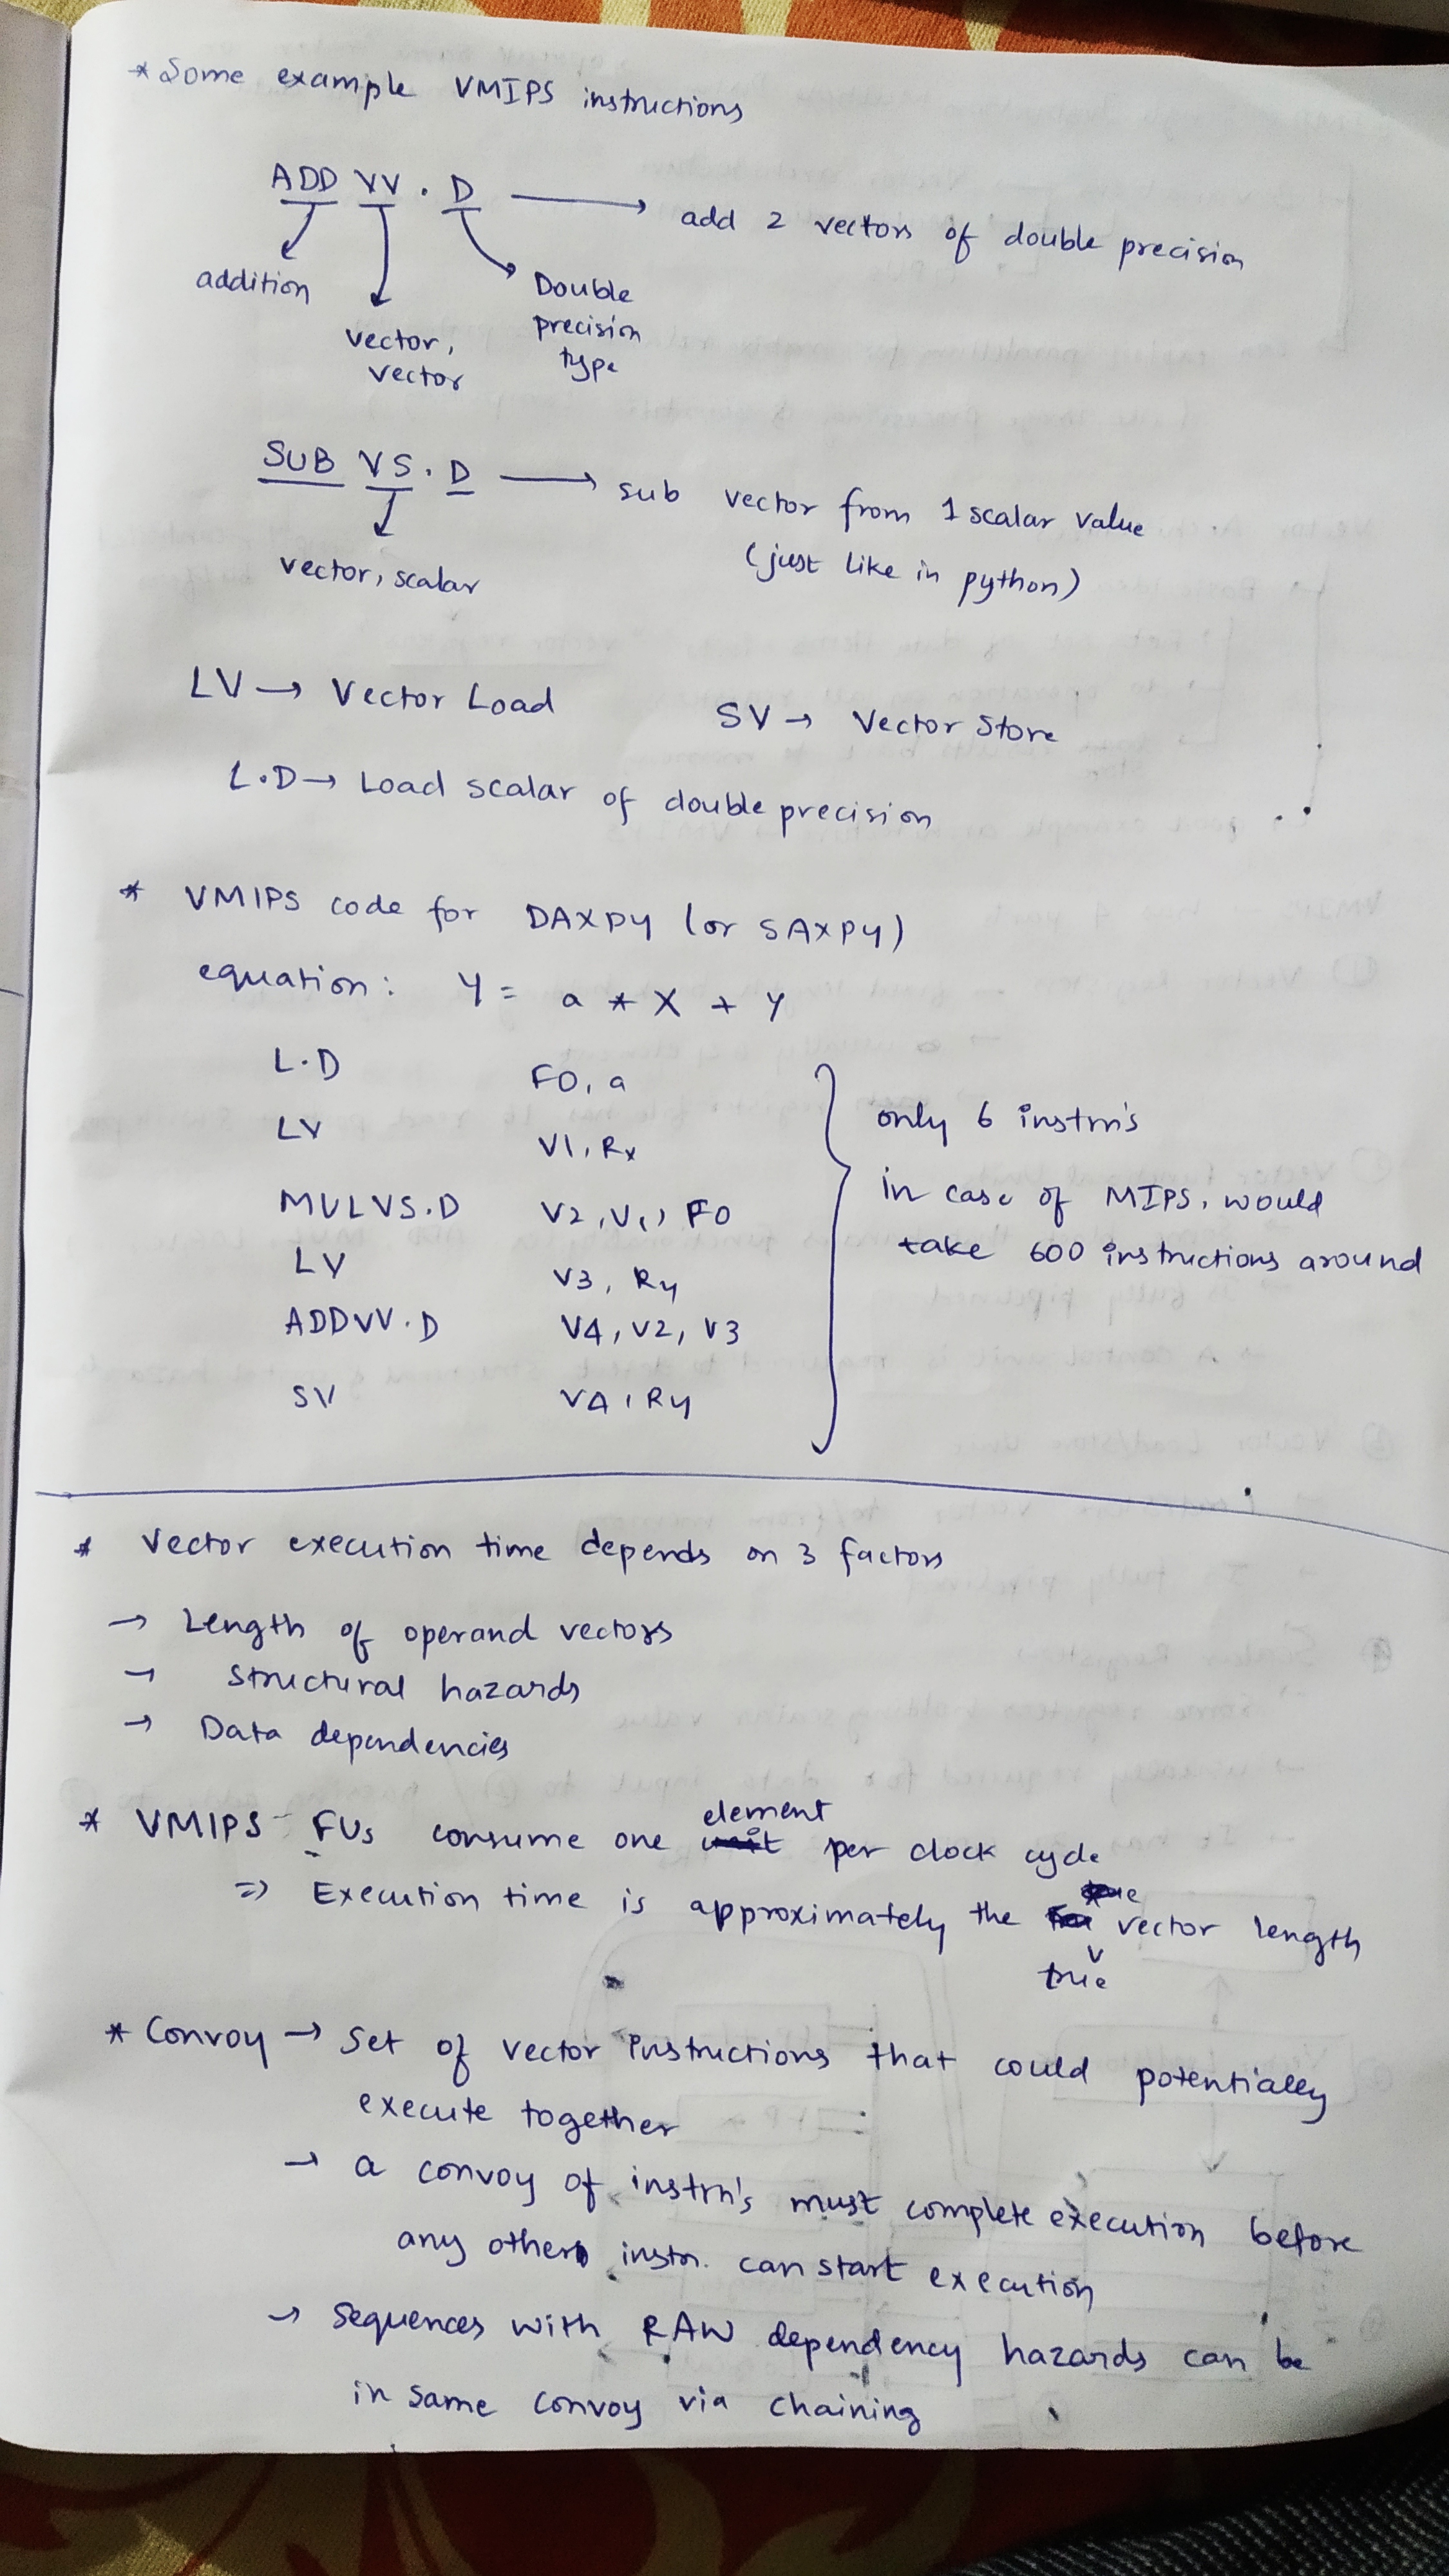 * Some example VMIPS instructions
ADD VV . D → add 2 vectors of double precision
addition
vector,
vector
Double
precision
type
SUB VS . D → sub vector from 1 scalar value
(just like in python)
vector, scalar
LV → Vector Load
SV → Vector Store
L.D → Load scalar of double precision
* VMIPS code for DAXPY (or SAXPY)
equation: Y = a * X + Y
L.D F0, a
LV V1, Rx
MULVS.D V2, V1, F0
LV V3, Ry
ADDVV.D V4, V2, V3
SV V4, Ry
only 6 instrn's
in case of MIPS, would
take 600 instructions around
* Vector execution time depends on 3 factors
→ Length of operand vectors
→ Structural hazards
→ Data dependencies
* VMIPS FUs consume one element per clock cycle
⇒ Execution time is approximately the true vector length
* Convoy → Set of vector instructions that could potentially
execute together
→ a convoy of instrn's must complete execution before
any other instrn. can start execution
→ Sequences with RAW dependency hazards can be
in same convoy via chaining